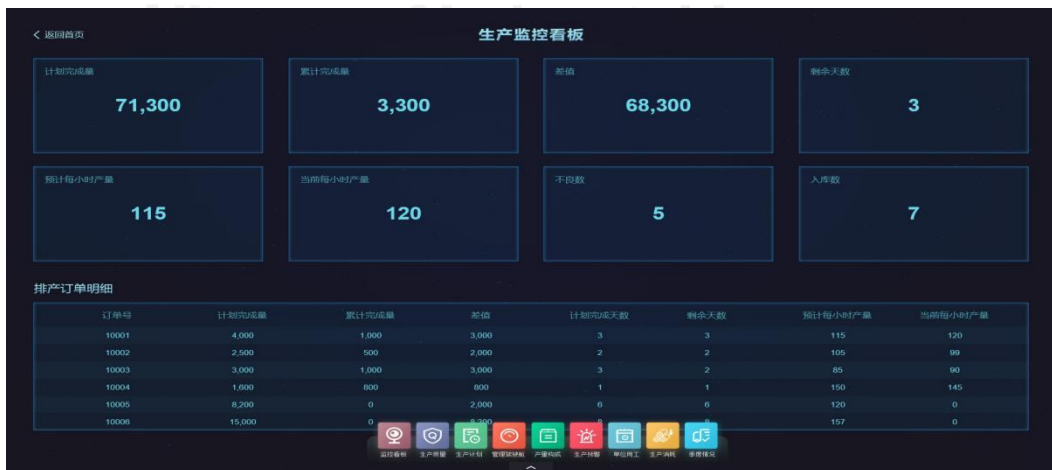 返回首页
生产监控看板
计划完成量 累计完成量 差值 剩余天数
71,300 3,300 68,300 3
预计每小时产量 当前每小时产量 不良数 入库数
115 120 5 7
排产订单明细
订单号 计划完成量 累计完成量 差值 计划完成天数 剩余天数 预计每小时产量 当前每小时产量
10001 4,000 1,000 3,000 3 3 115 120
10002 2,500 500 2,000 2 2 105 99
10003 3,000 1,000 3,000 3 2 85 90
10004 1,600 800 800 1 1 150 145
10005 8,200 0 2,000 6 6 120 0
10006 15,000 0 157 0
监控看板 生产质量 生产计划 管理驾驶舱 产量构成 生产预警 单位用工 生产消耗 季度情况